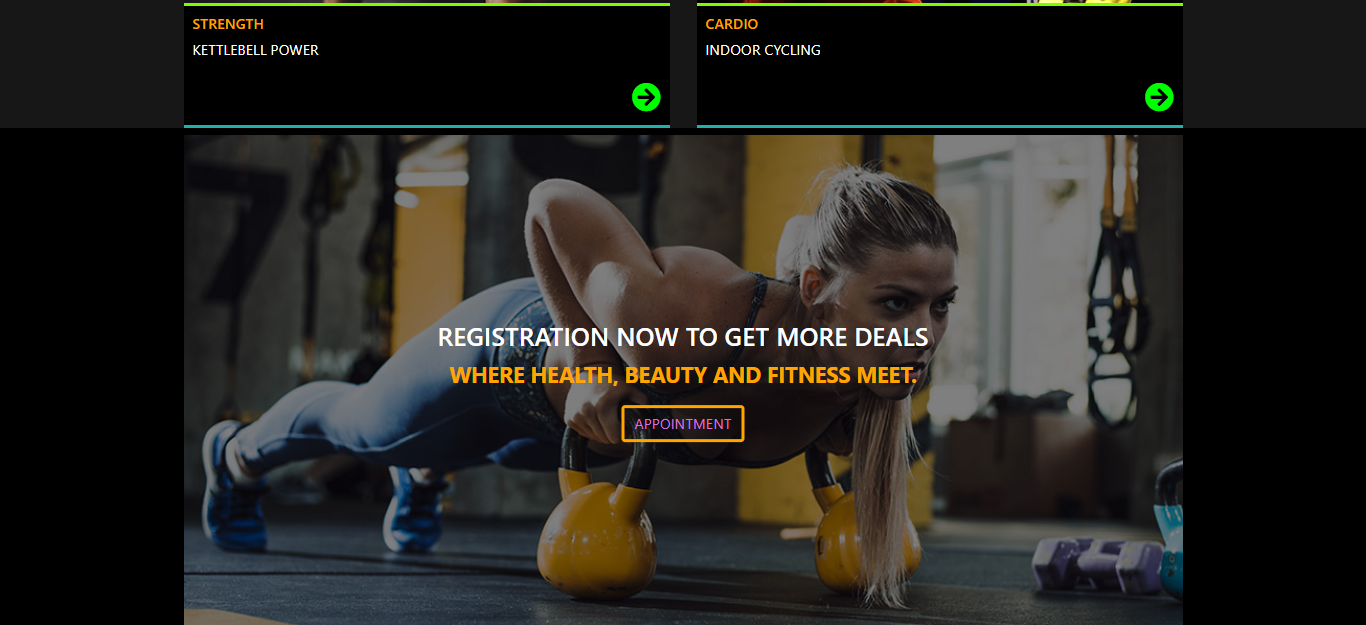 STRENGTH
KETTLEBELL POWER
CARDIO
INDOOR CYCLING
REGISTRATION NOW TO GET MORE DEALS
WHERE HEALTH, BEAUTY AND FITNESS MEET.
APPOINTMENT